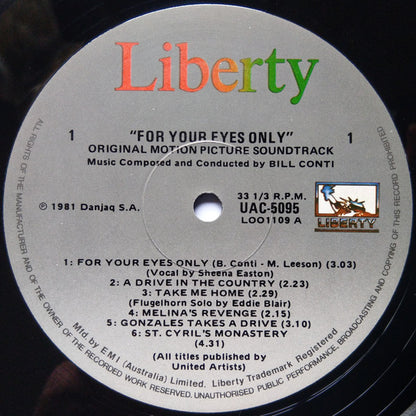 Liberty
1 "FOR YOUR EYES ONLY" 1
ORIGINAL MOTION PICTURE SOUNDTRACK
Music Composed and Conducted by BILL CONTI
33 1/3 R.P.M.
℗ 1981 Danjaq S.A.
UAC-5095
LOO1109 A
LIBERTY
1: FOR YOUR EYES ONLY (B. Conti - M. Leeson) (3.03)
(Vocal by Sheena Easton)
2: A DRIVE IN THE COUNTRY (2.23)
3: TAKE ME HOME (2.29)
(Flugelhorn Solo by Eddie Blair)
4: MELINA'S REVENGE (2.15)
5: GONZALES TAKES A DRIVE (3.10)
6: ST. CYRIL'S MONASTERY
(4.31)
(All titles published by
United Artists)
Mfd. by EMI (Australia) Limited. Liberty Trademark Registered
ALL RIGHTS OF THE MANUFACTURER AND OF THE OWNER OF THE RECORDED WORK RESERVED. UNAUTHORISED PUBLIC PERFORMANCE, BROADCASTING AND COPYING OF THIS RECORD PROHIBITED